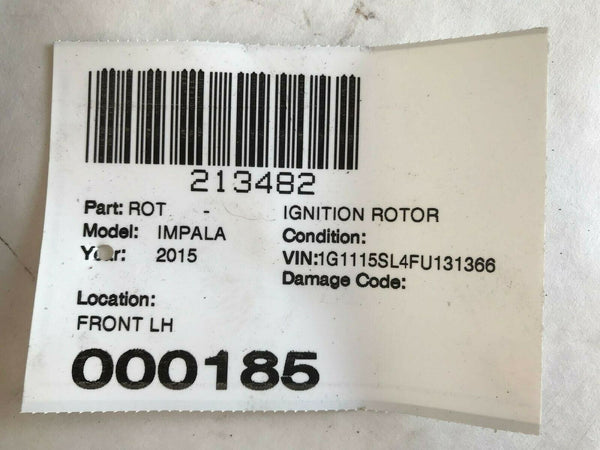 213482
Part: ROT - IGNITION ROTOR
Model: IMPALA Condition:
Year: 2015 VIN:1G1115SL4FU131366
Damage Code:
Location:
FRONT LH
000185